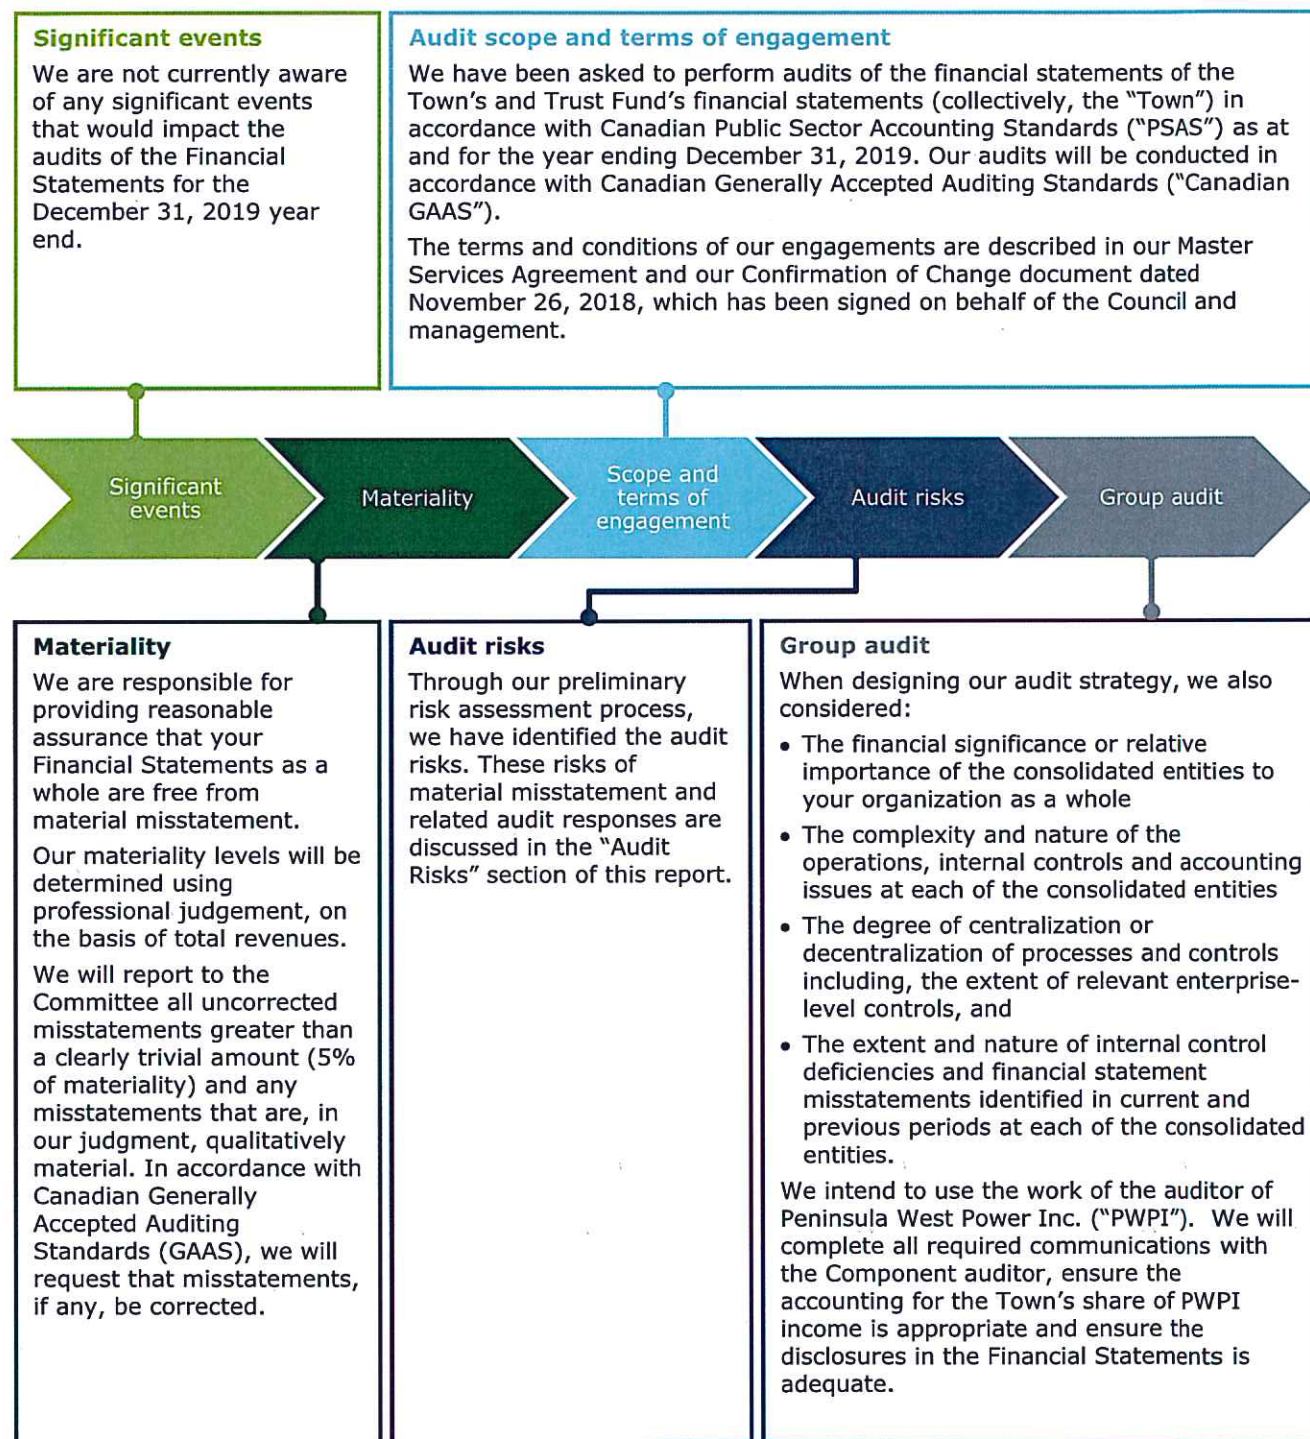 Significant events
We are not currently aware
of any significant events
that would impact the
audits of the Financial
Statements for the
December 31, 2019 year
end.
Audit scope and terms of engagement
We have been asked to perform audits of the financial statements of the
Town's and Trust Fund's financial statements (collectively, the "Town") in
accordance with Canadian Public Sector Accounting Standards ("PSAS") as at
and for the year ending December 31, 2019. Our audits will be conducted in
accordance with Canadian Generally Accepted Auditing Standards ("Canadian
GAAS").
The terms and conditions of our engagements are described in our Master
Services Agreement and our Confirmation of Change document dated
November 26, 2018, which has been signed on behalf of the Council and
management.
Significant
events
Materiality
Scope and
terms of
engagement
Audit risks
Group audit
Materiality
We are responsible for
providing reasonable
assurance that your
Financial Statements as a
whole are free from
material misstatement.
Our materiality levels will be
determined using
professional judgement, on
the basis of total revenues.
We will report to the
Committee all uncorrected
misstatements greater than
a clearly trivial amount (5%
of materiality) and any
misstatements that are, in
our judgment, qualitatively
material. In accordance with
Canadian Generally
Accepted Auditing
Standards (GAAS), we will
request that misstatements,
if any, be corrected.
Audit risks
Through our preliminary
risk assessment process,
we have identified the audit
risks. These risks of
material misstatement and
related audit responses are
discussed in the "Audit
Risks" section of this report.
Group audit
When designing our audit strategy, we also
considered:
• The financial significance or relative
importance of the consolidated entities to
your organization as a whole
• The complexity and nature of the
operations, internal controls and accounting
issues at each of the consolidated entities
• The degree of centralization or
decentralization of processes and controls
including, the extent of relevant enterprise-
level controls, and
• The extent and nature of internal control
deficiencies and financial statement
misstatements identified in current and
previous periods at each of the consolidated
entities.
We intend to use the work of the auditor of
Peninsula West Power Inc. ("PWPI"). We will
complete all required communications with
the Component auditor, ensure the
accounting for the Town's share of PWPI
income is appropriate and ensure the
disclosures in the Financial Statements is
adequate.